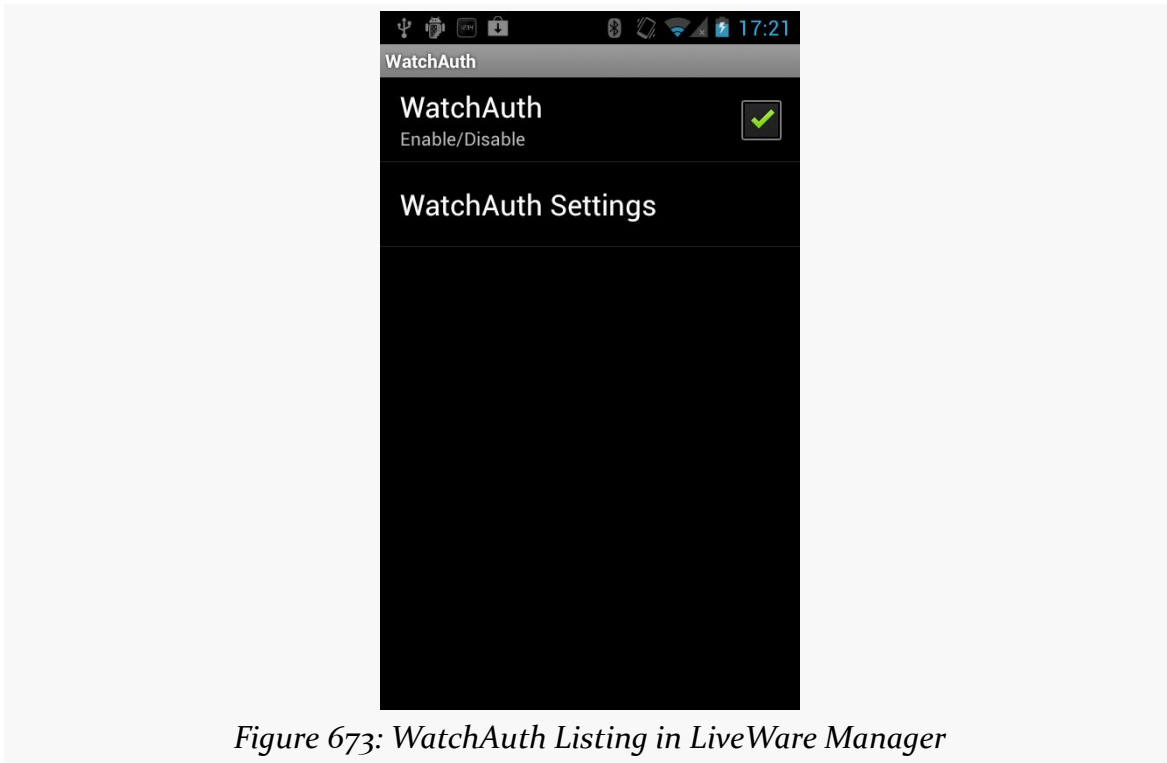 17:21
WatchAuth
WatchAuth
Enable/Disable
WatchAuth Settings
Figure 673: WatchAuth Listing in LiveWare Manager